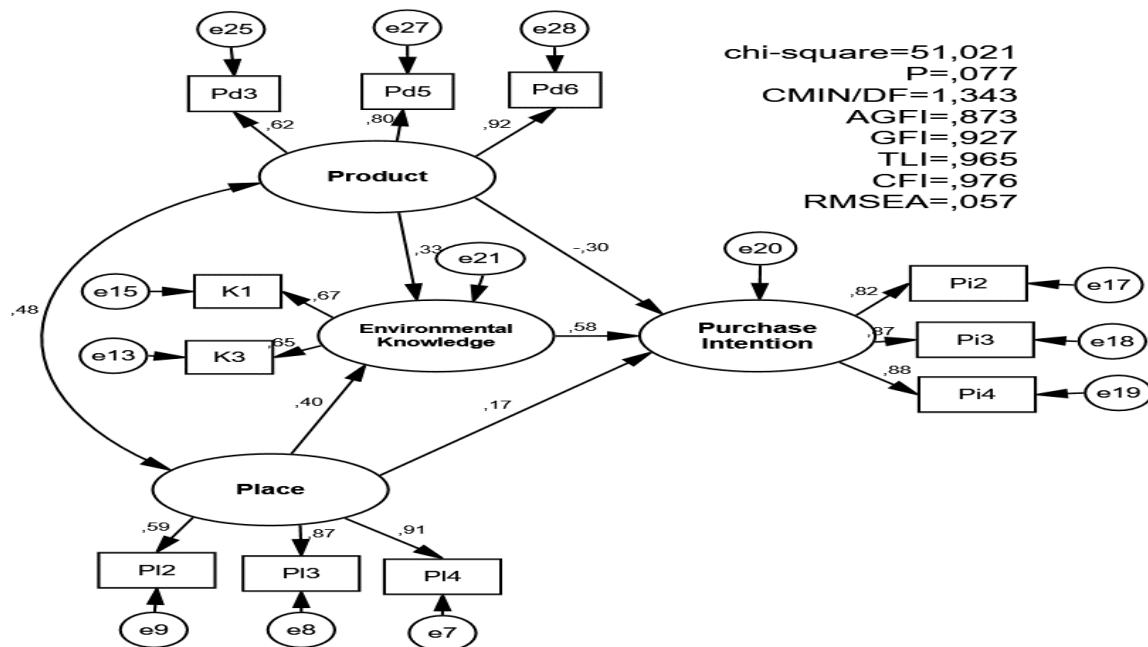 e25
e27
e28
chi-square=51,021
P=,077
CMIN/DF=1,343
AGFI=,873
GFI=,927
TLI=,965
CFI=,976
RMSEA=,057
Pd3
Pd5
Pd6
,62
,80
,92
Product
,33
e21
-,30
e20
,48
e15
K1
,67
e13
K3
,65
Environmental
Knowledge
,58
Purchase
Intention
,82
Pi2
e17
,87
Pi3
e18
,88
Pi4
e19
,40
,17
Place
,59
,87
,91
Pl2
Pl3
Pl4
e9
e8
e7